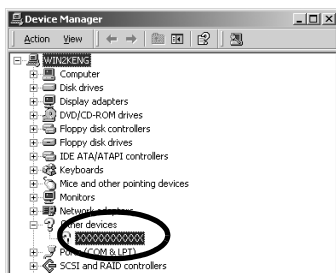 Device Manager
Action View
WIN2KENG
Computer
Disk drives
Display adapters
DVD/CD-ROM drives
Floppy disk controllers
Floppy disk drives
IDE ATA/ATAPI controllers
Keyboards
Mice and other pointing devices
Monitors
Network adapters
Other devices
XXXXXXXXXXXX
Ports (COM & LPT)
SCSI and RAID controllers